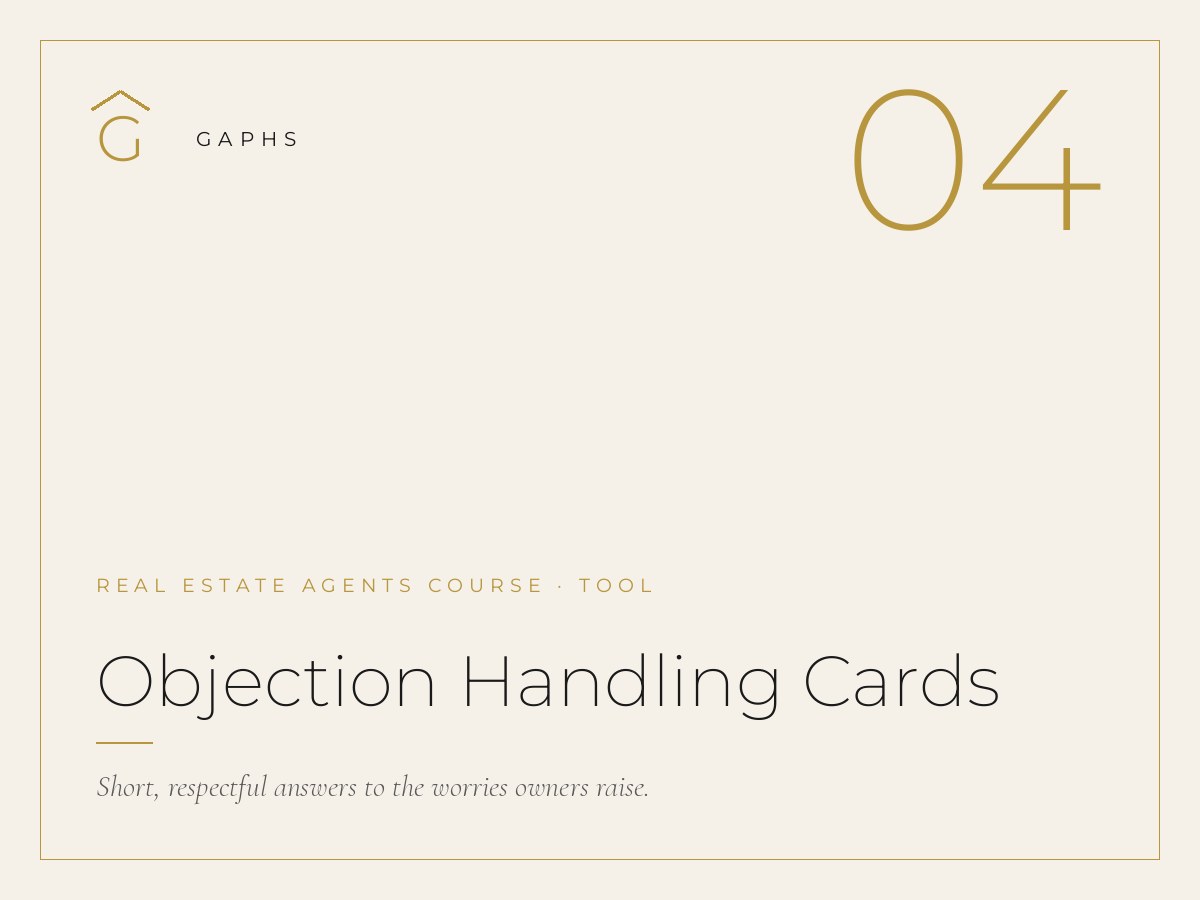 G
GAPHS
04
REAL ESTATE AGENTS COURSE · TOOL
Objection Handling Cards
Short, respectful answers to the worries owners raise.